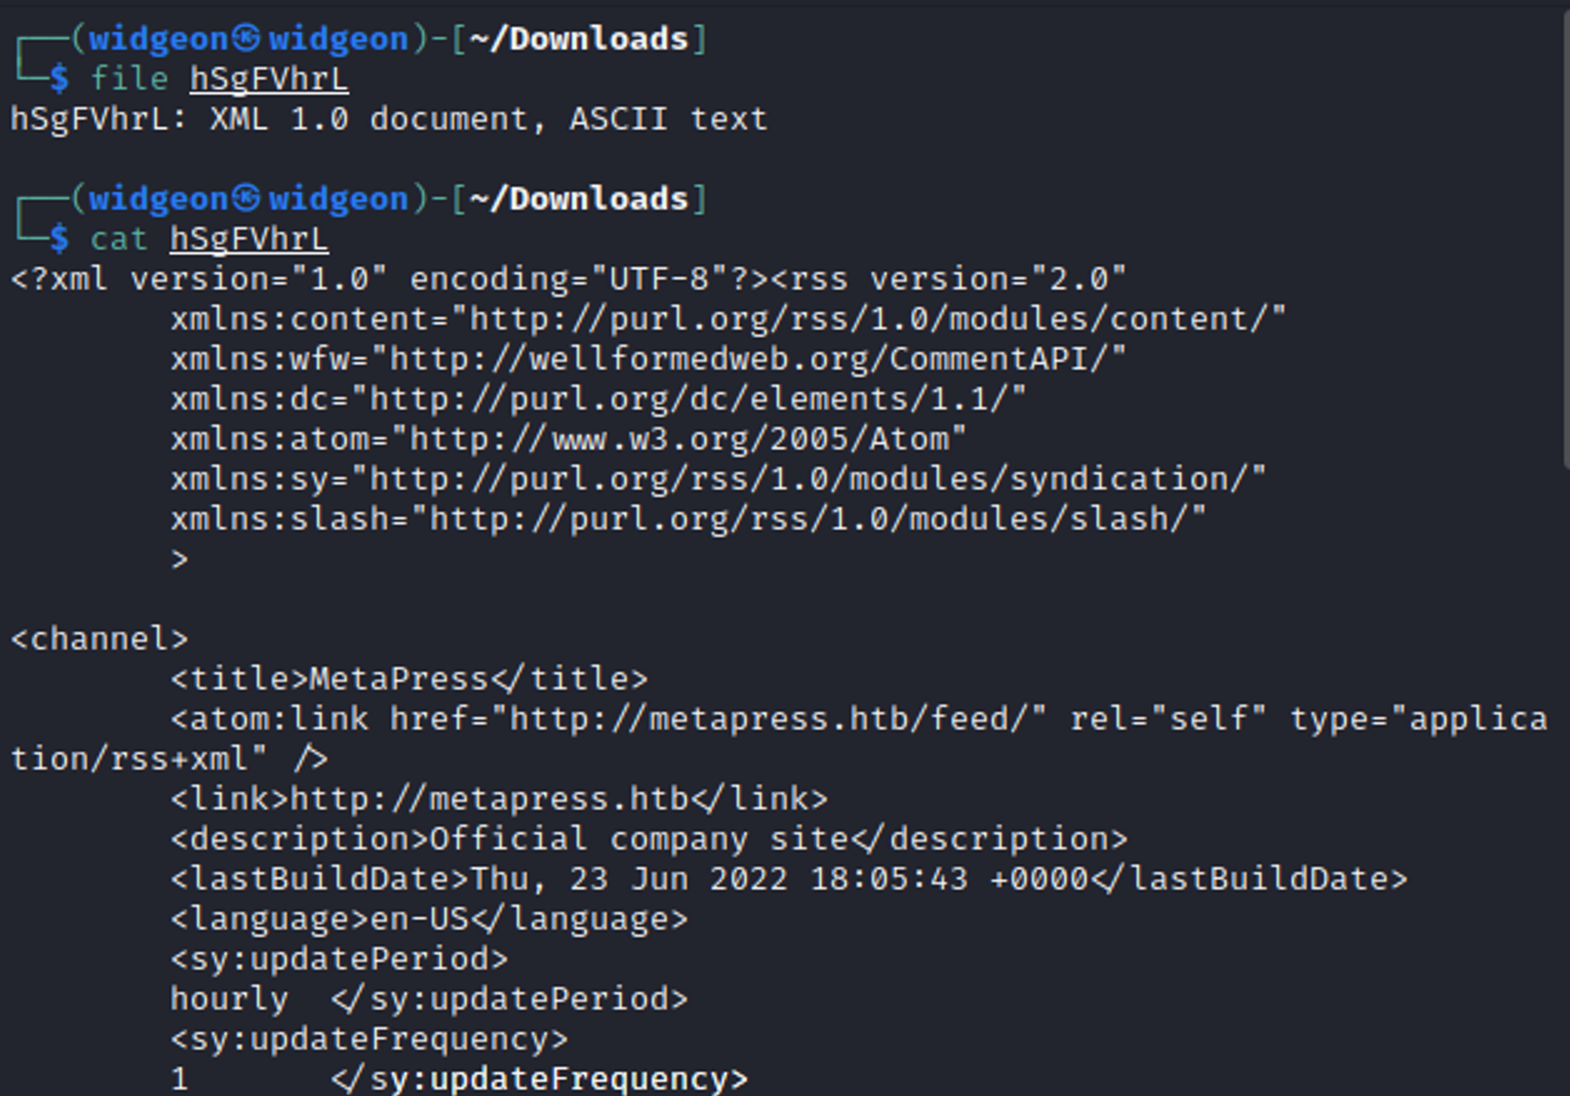 ┌──(widgeon㉿widgeon)-[~/Downloads]
└─$ file hSgFVhrL
hSgFVhrL: XML 1.0 document, ASCII text
┌──(widgeon㉿widgeon)-[~/Downloads]
└─$ cat hSgFVhrL
<?xml version="1.0" encoding="UTF-8"?><rss version="2.0"
xmlns:content="http://purl.org/rss/1.0/modules/content/"
xmlns:wfw="http://wellformedweb.org/CommentAPI/"
xmlns:dc="http://purl.org/dc/elements/1.1/"
xmlns:atom="http://www.w3.org/2005/Atom"
xmlns:sy="http://purl.org/rss/1.0/modules/syndication/"
xmlns:slash="http://purl.org/rss/1.0/modules/slash/"
>
<channel>
<title>MetaPress</title>
<atom:link href="http://metapress.htb/feed/" rel="self" type="applica
tion/rss+xml" />
<link>http://metapress.htb</link>
<description>Official company site</description>
<lastBuildDate>Thu, 23 Jun 2022 18:05:43 +0000</lastBuildDate>
<language>en-US</language>
<sy:updatePeriod>
hourly  </sy:updatePeriod>
<sy:updateFrequency>
1       </sy:updateFrequency>